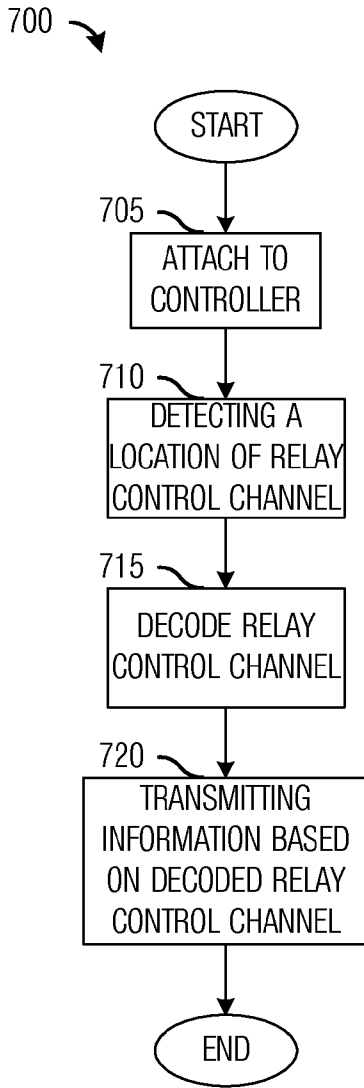 700
START
705
ATTACH TO
CONTROLLER
710
DETECTING A
LOCATION OF RELAY
CONTROL CHANNEL
715
DECODE RELAY
CONTROL CHANNEL
720
TRANSMITTING
INFORMATION BASED
ON DECODED RELAY
CONTROL CHANNEL
END